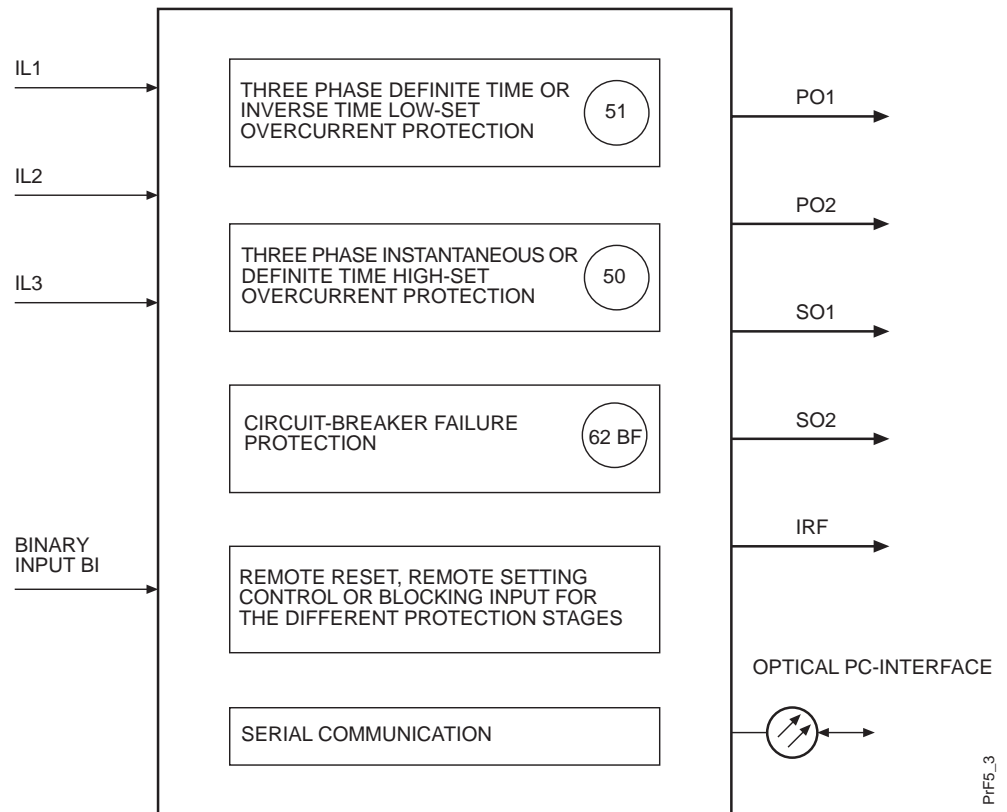 IL1
IL2
IL3
BINARY
INPUT BI
THREE PHASE DEFINITE TIME OR
INVERSE TIME LOW-SET
OVERCURRENT PROTECTION
51
THREE PHASE INSTANTANEOUS OR
DEFINITE TIME HIGH-SET
OVERCURRENT PROTECTION
50
CIRCUIT-BREAKER FAILURE
PROTECTION
62 BF
REMOTE RESET, REMOTE SETTING
CONTROL OR BLOCKING INPUT FOR
THE DIFFERENT PROTECTION STAGES
SERIAL COMMUNICATION
PO1
PO2
SO1
SO2
IRF
OPTICAL PC-INTERFACE
PrF5_3